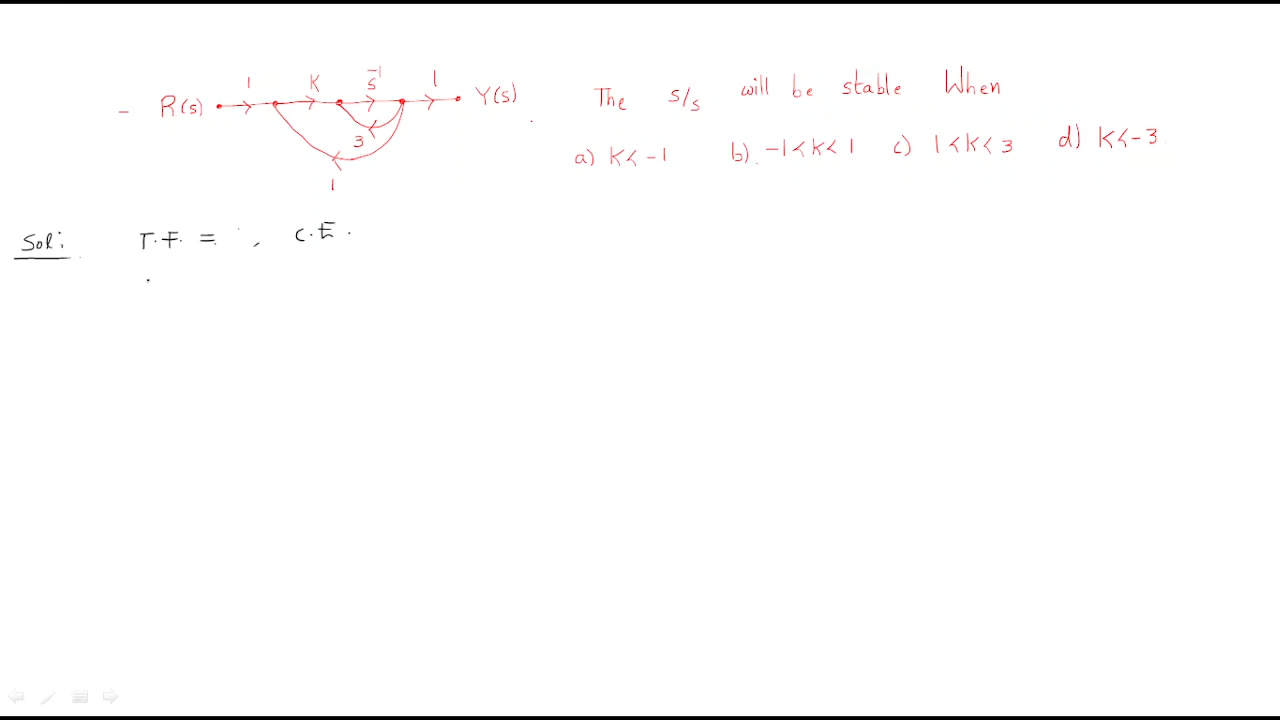 1 K s⁻¹ 1
- R(s) Y(s)
3
1
The s/s will be stable When
a) K < -1 b) -1 < K < 1 c) 1 < K < 3 d) K < -3
Sol: T.F. = , C.E.